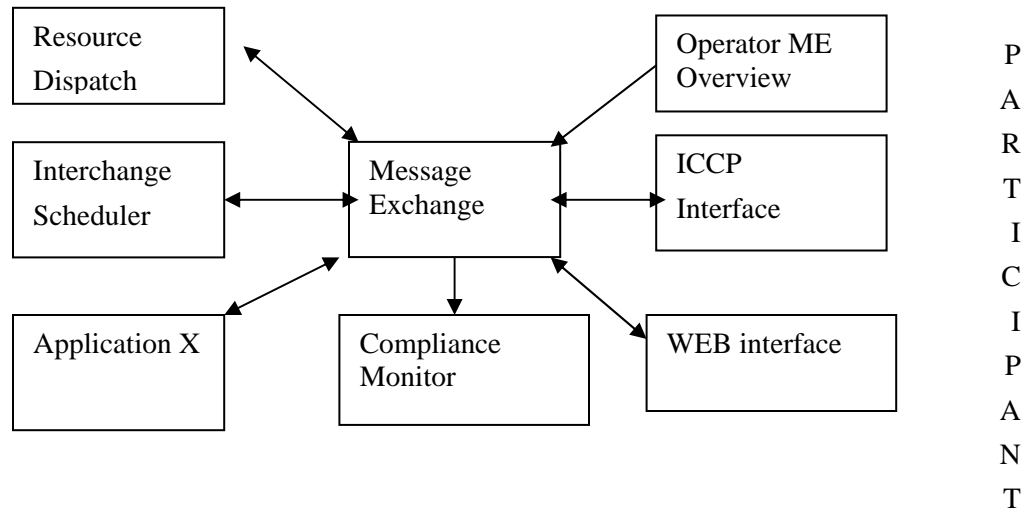 Resource
Dispatch
Operator ME
Overview
Interchange
Scheduler
Message
Exchange
ICCP
Interface
Application X
Compliance
Monitor
WEB interface
P
A
R
T
I
C
I
P
A
N
T